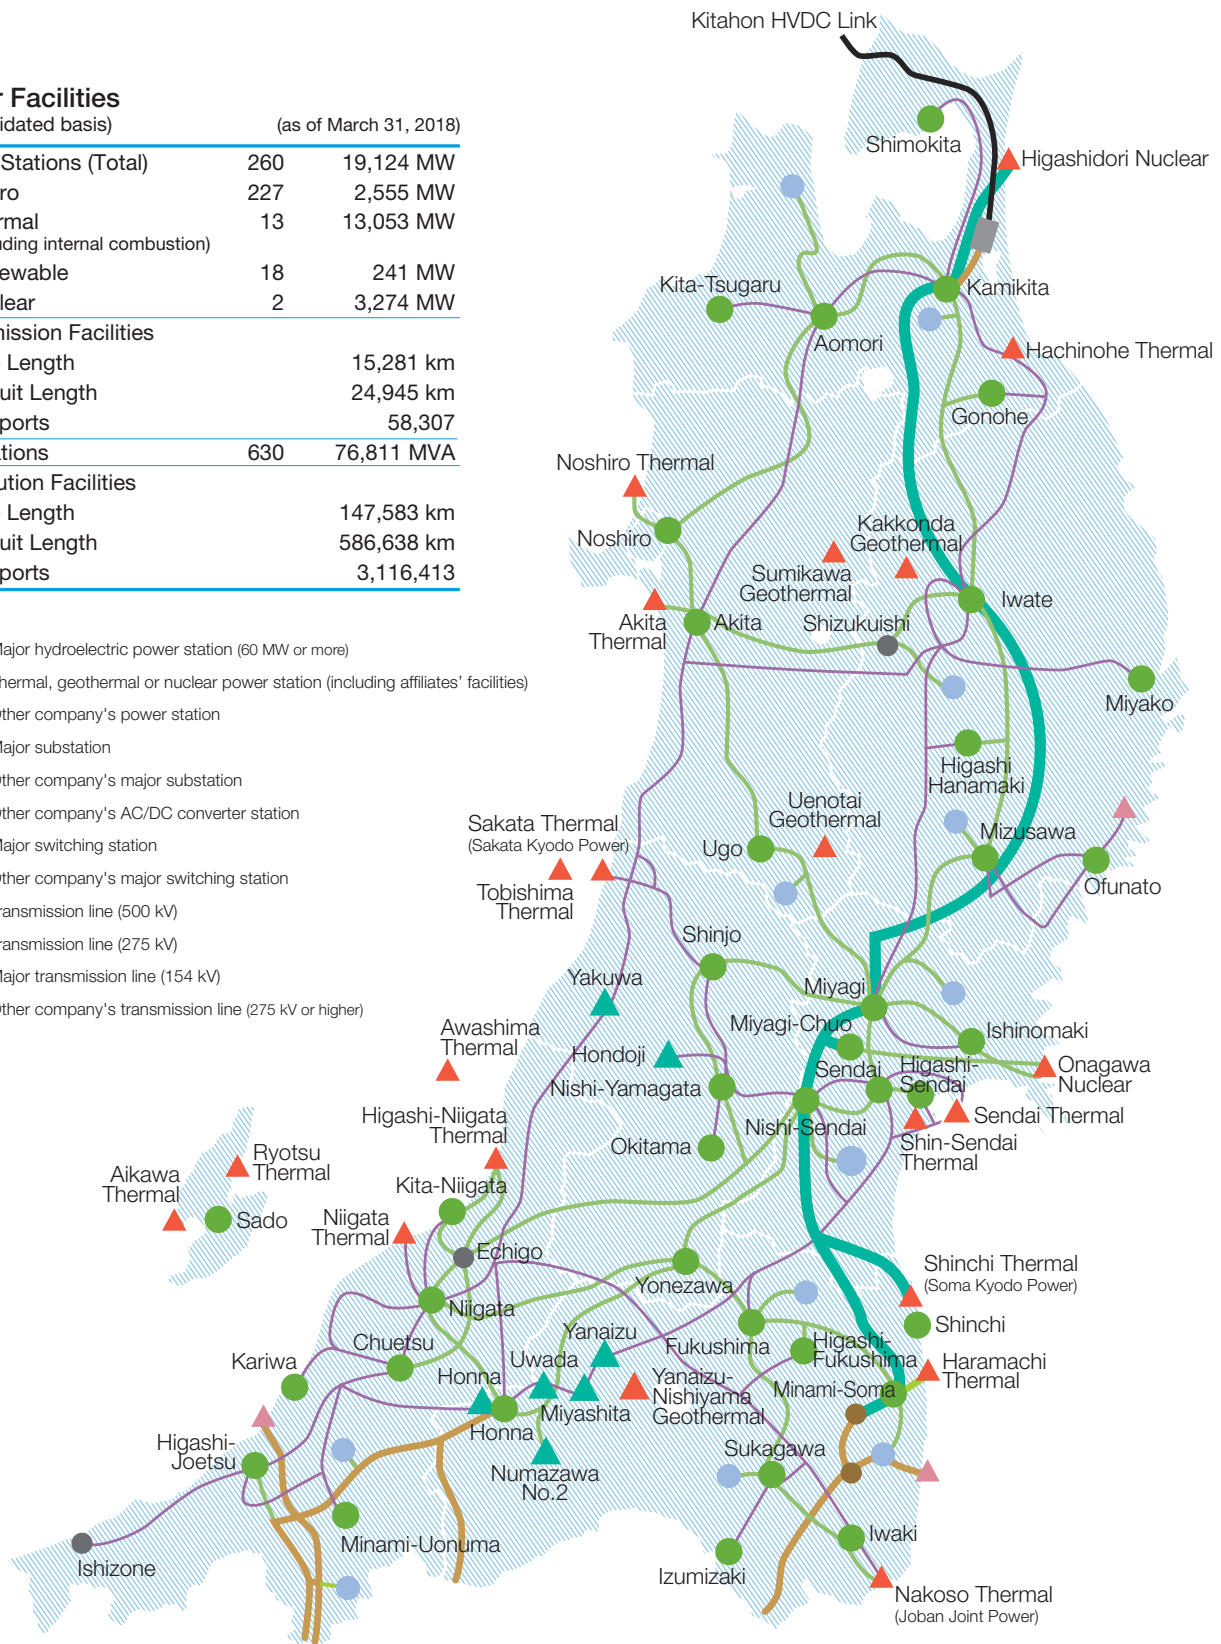 Kitahon HVDC Link
r Facilities
idated basis) (as of March 31, 2018)
Stations (Total) 260 19,124 MW
ro 227 2,555 MW
rmal 13 13,053 MW
uding internal combustion)
ewable 18 241 MW
lear 2 3,274 MW
nission Facilities
Length 15,281 km
uit Length 24,945 km
ports 58,307
ations 630 76,811 MVA
ution Facilities
Length 147,583 km
uit Length 586,638 km
ports 3,116,413
Major hydroelectric power station (60 MW or more)
hermal, geothermal or nuclear power station (including affiliates' facilities)
Other company's power station
Major substation
Other company's major substation
Other company's AC/DC converter station
Major switching station
Other company's major switching station
ransmission line (500 kV)
ransmission line (275 kV)
Major transmission line (154 kV)
Other company's transmission line (275 kV or higher)
Shimokita
Higashidori Nuclear
Kita-Tsugaru
Kamikita
Aomori
Hachinohe Thermal
Gonohe
Noshiro Thermal
Noshiro
Kakkonda
Geothermal
Sumikawa
Geothermal
Iwate
Akita
Thermal
Akita
Shizukuishi
Miyako
Higashi
Hanamaki
Uenotai
Geothermal
Sakata Thermal
(Sakata Kyodo Power)
Ugo
Mizusawa
Tobishima
Thermal
Ofunato
Shinjo
Yakuwa
Miyagi
Miyagi-Chuo
Awashima
Thermal
Hondoji
Ishinomaki
Sendai
Higashi-
Sendai
Onagawa
Nuclear
Nishi-Yamagata
Higashi-Niigata
Thermal
Nishi-Sendai
Sendai Thermal
Okitama
Shin-Sendai
Thermal
Ryotsu
Thermal
Aikawa
Thermal
Sado
Kita-Niigata
Niigata
Thermal
Echigo
Yonezawa
Shinchi Thermal
(Soma Kyodo Power)
Niigata
Shinchi
Chuetsu
Yanaizu
Fukushima
Higashi-
Fukushima
Kariwa
Uwada
Haramachi
Thermal
Honna
Miyashita
Yanaizu-
Nishiyama
Geothermal
Minami-Soma
Honna
Higashi-
Joetsu
Numazawa
No.2
Sukagawa
Minami-Uonuma
Iwaki
Ishizone
Izumizaki
Nakoso Thermal
(Joban Joint Power)